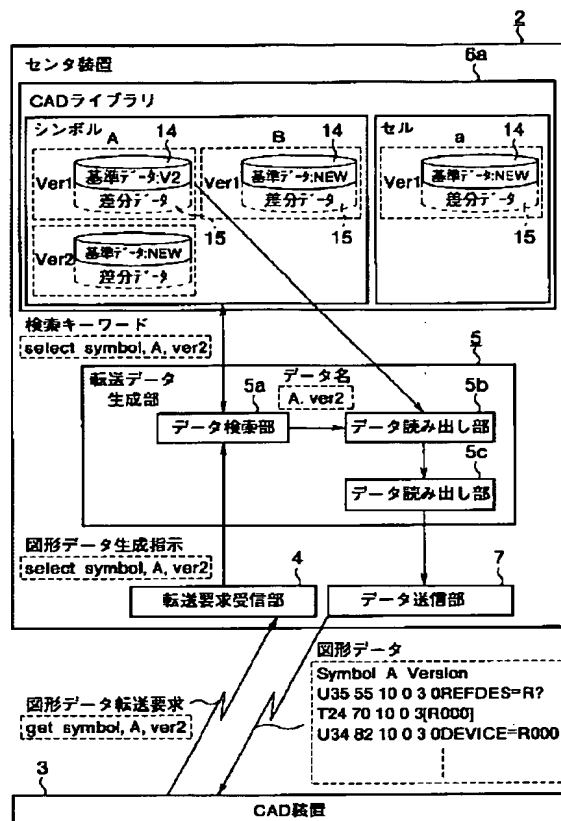 2
センタ装置
6a
CADライブラリ
シンボル
A 14
Ver1
基準データ:V2
差分データ
15
Ver2
基準データ:NEW
差分データ
B 14
Ver1
基準データ:NEW
差分データ
15
セル
a 14
Ver1
基準データ:NEW
差分データ
15
検索キーワード
select symbol, A, ver2
5
転送データ
生成部
5a
データ検索部
データ名
A. ver2
5b
データ読み出し部
5c
データ読み出し部
図形データ生成指示
select symbol, A, ver2
4
転送要求受信部
7
データ送信部
図形データ転送要求
get symbol, A, ver2
図形データ
Symbol A Version
U35 55 10 0 3 0REFDES=R?
T24 70 10 0 3[R000]
U34 82 10 0 3 0DEVICE=R000
3
CAD装置